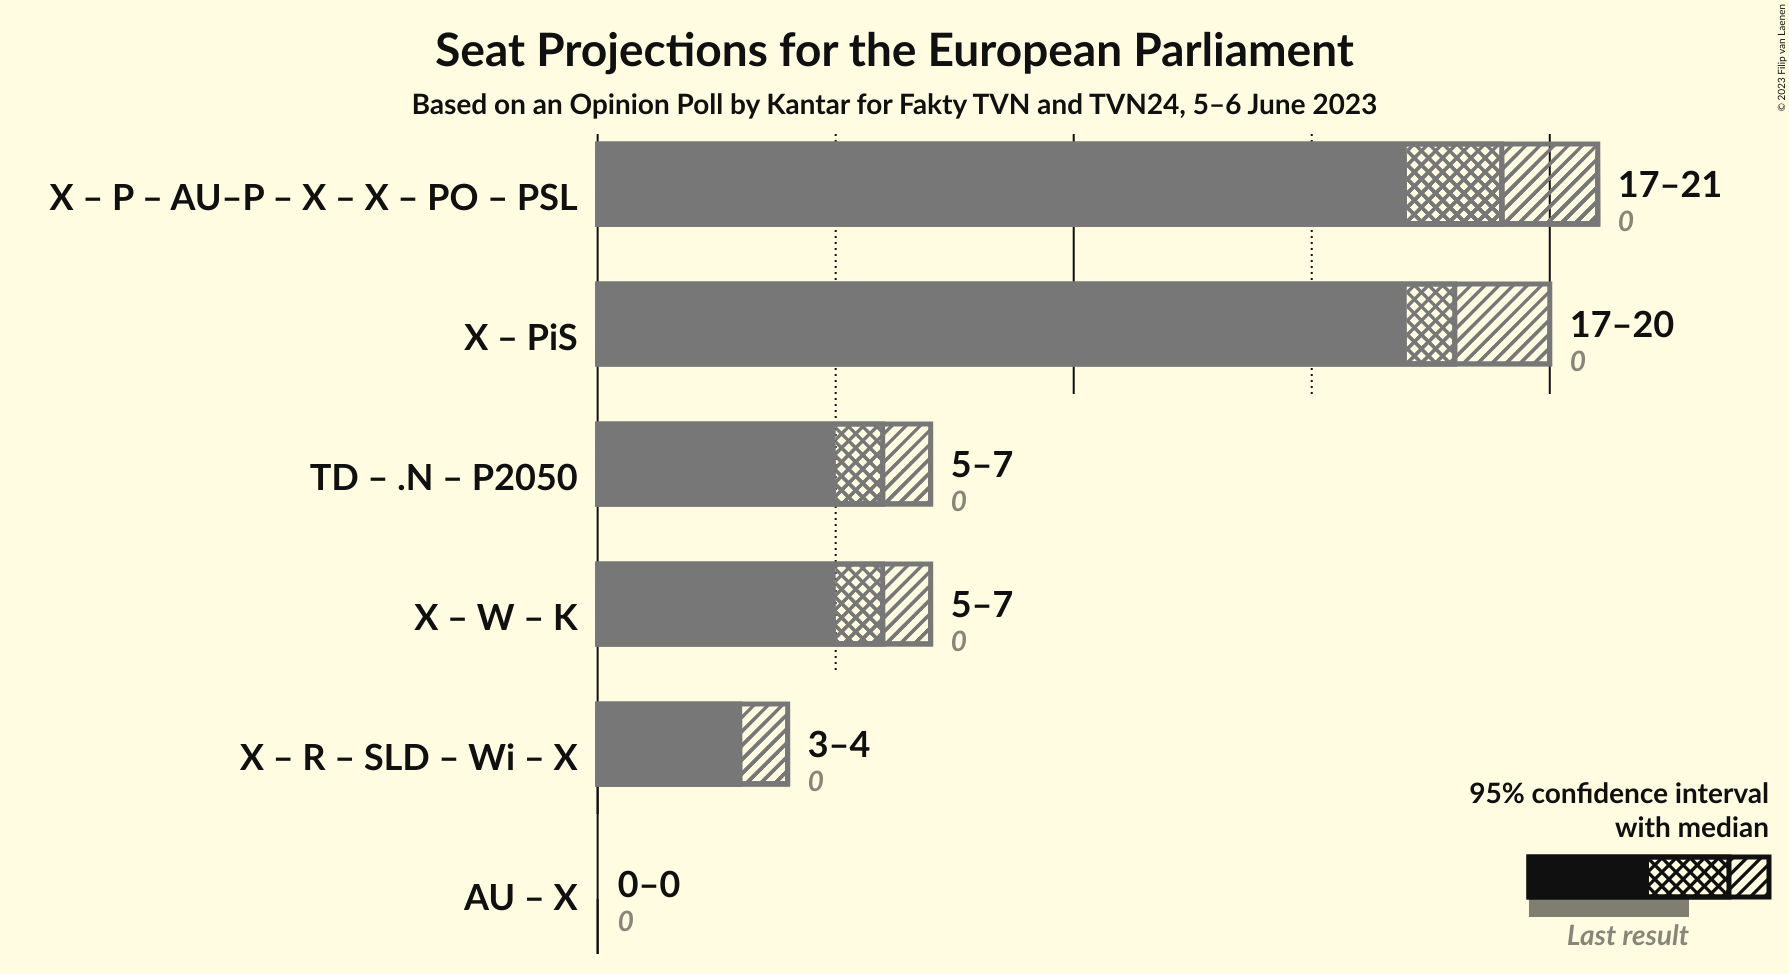 Seat Projections for the European Parliament
Based on an Opinion Poll by Kantar for Fakty TVN and TVN24, 5–6 June 2023
© 2023 Filip van Laenen
X – P – AU–P – X – X – PO – PSL
17–21
0
X – PiS
17–20
0
TD – .N – P2050
5–7
0
X – W – K
5–7
0
X – R – SLD – Wi – X
3–4
0
AU – X
0–0
0
95% confidence interval
with median
Last result